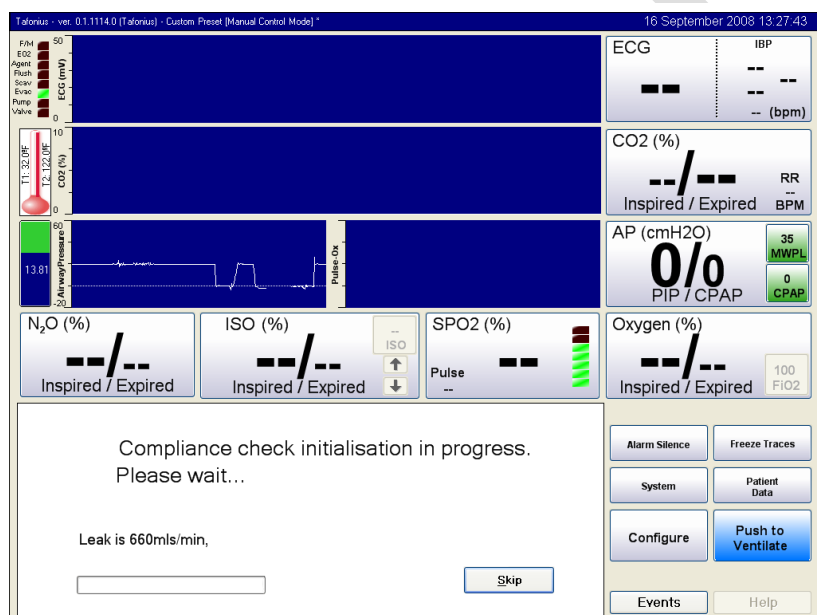 Tafonius - ver. 0.1.1114.0 (Tafonius) - Custom Preset [Manual Control Mode] *
16 September 2008 13:27:43
F/M
EO2
Agent
Flush
Scav
Evac
Pump
Valve
50
ECG (mV)
0
ECG
--
IBP
--
--
--
-- (bpm)
T1: 32.0ºF
T2: 122.0ºF
10
CO2 (%)
0
CO2 (%)
--/--
Inspired / Expired
RR
--
BPM
13.81
60
AirwayPressure
-20
Pulse-Ox
AP (cmH2O)
0/0
PIP / CPAP
35
MWPL
0
CPAP
N2O (%)
--/--
Inspired / Expired
ISO (%)
--/--
Inspired / Expired
--
ISO
SPO2 (%)
Pulse
--
--
Oxygen (%)
--/--
Inspired / Expired
100
FiO2
Compliance check initialisation in progress.
Please wait...
Leak is 660mls/min,
Skip
Alarm Silence
Freeze Traces
System
Patient
Data
Configure
Push to
Ventilate
Events
Help